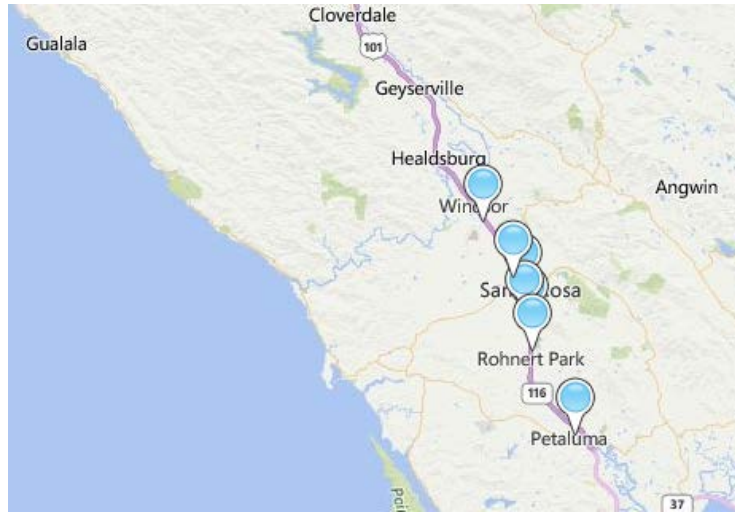 Cloverdale
Gualala
101
Geyserville
Healdsburg
Angwin
Rohnert Park
116
Petaluma
37